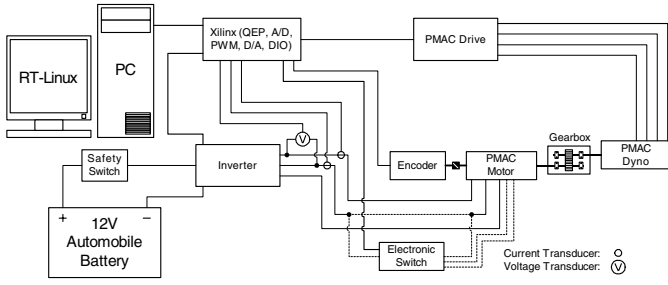 RT-Linux
PC
Xilinx (QEP, A/D,
PWM, D/A, DIO)
PMAC Drive
V
Safety
Switch
Inverter
Encoder
PMAC
Motor
Gearbox
PMAC
Dyno
+ −
12V
Automobile
Battery
Electronic
Switch
Current Transducer:
Voltage Transducer: V